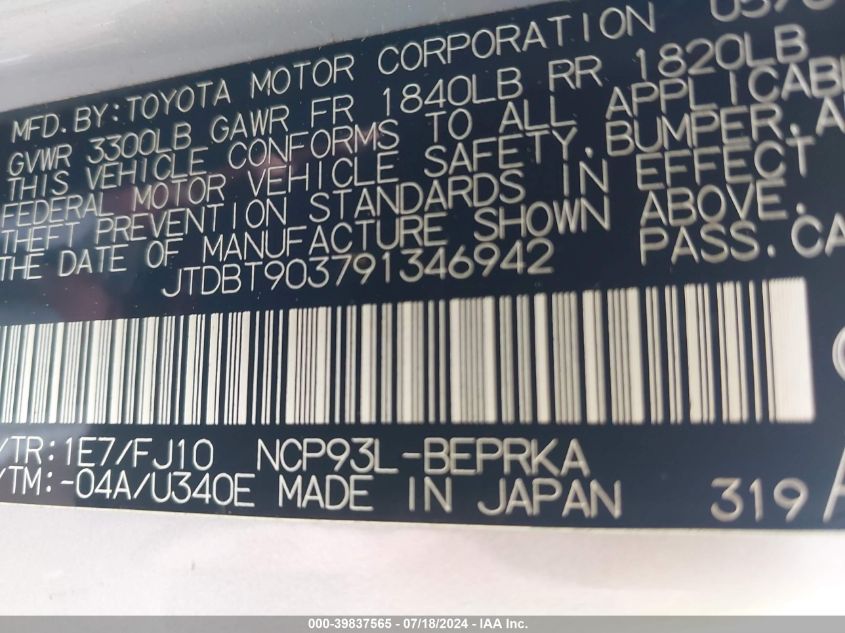 MFD.BY:TOYOTA MOTOR CORPORATION
GVWR 3300LB GAWR FR 1840LB RR 1820LB
THIS VEHICLE CONFORMS TO ALL APPLICABL
FEDERAL MOTOR VEHICLE SAFETY,BUMPER,A
THEFT PREVENTION STANDARDS IN EFFECT
THE DATE OF MANUFACTURE SHOWN ABOVE.
JTDBT903791346942 PASS.CA
/TR:1E7/FJ10 NCP93L-BEPRKA
/TM:-04A/U340E MADE IN JAPAN 319
000-39837565 - 07/18/2024 - IAA Inc.